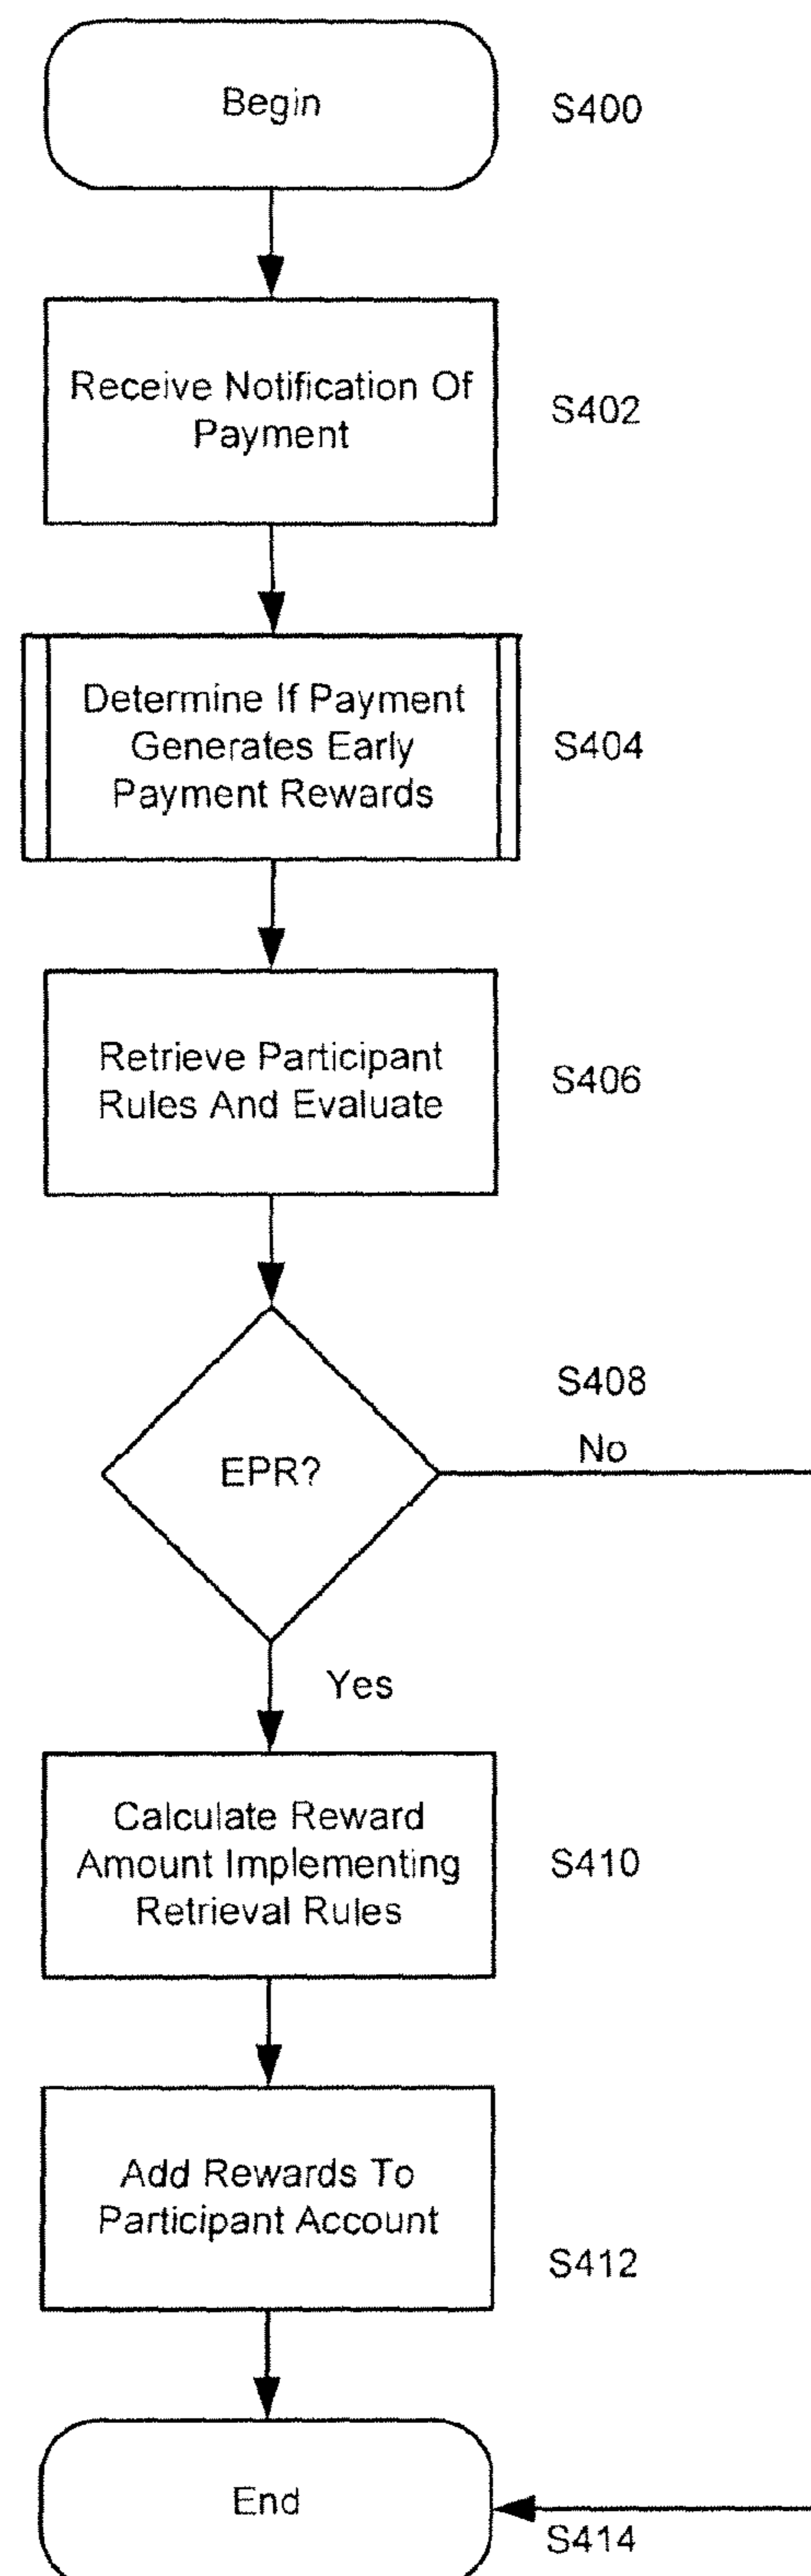 Begin
S400
Receive Notification Of
Payment
S402
Determine If Payment
Generates Early
Payment Rewards
S404
Retrieve Participant
Rules And Evaluate
S406
S408
No
EPR?
Yes
Calculate Reward
Amount Implementing
Retrieval Rules
S410
Add Rewards To
Participant Account
S412
End
S414